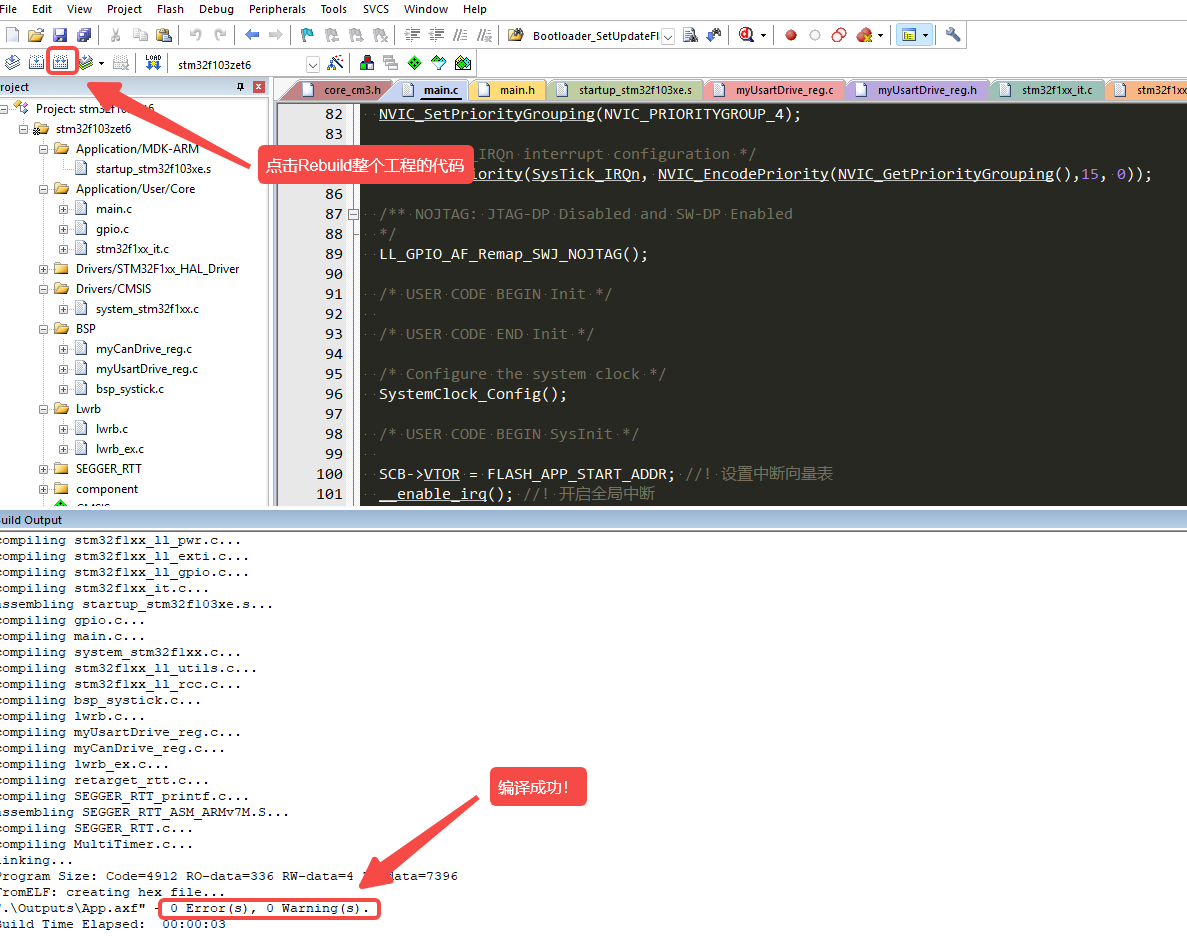 File Edit View Project Flash Debug Peripherals Tools SVCS Window Help
Bootloader_SetUpdateFl
LOAD
stm32f103zet6
roject
core_cm3.h main.c main.h startup_stm32f103xe.s myUsartDrive_reg.c myUsartDrive_reg.h stm32f1xx_it.c stm32f1xx
Project: stm32f103zet6
stm32f103zet6
Application/MDK-ARM
startup_stm32f103xe.s
Application/User/Core
main.c
gpio.c
stm32f1xx_it.c
Drivers/STM32F1xx_HAL_Driver
Drivers/CMSIS
system_stm32f1xx.c
BSP
myCanDrive_reg.c
myUsartDrive_reg.c
bsp_systick.c
Lwrb
lwrb.c
lwrb_ex.c
SEGGER_RTT
component
CMSIS
点击Rebuild整个工程的代码
82 NVIC_SetPriorityGrouping(NVIC_PRIORITYGROUP_4);
83
_IRQn interrupt configuration */
iority(SysTick_IRQn, NVIC_EncodePriority(NVIC_GetPriorityGrouping(),15, 0));
86
87 /** NOJTAG: JTAG-DP Disabled and SW-DP Enabled
88 */
89 LL_GPIO_AF_Remap_SWJ_NOJTAG();
90
91 /* USER CODE BEGIN Init */
92
93 /* USER CODE END Init */
94
95 /* Configure the system clock */
96 SystemClock_Config();
97
98 /* USER CODE BEGIN SysInit */
99
100 SCB->VTOR = FLASH_APP_START_ADDR; //! 设置中断向量表
101 __enable_irq(); //! 开启全局中断
uild Output
compiling stm32f1xx_ll_pwr.c...
compiling stm32f1xx_ll_exti.c...
compiling stm32f1xx_ll_gpio.c...
compiling stm32f1xx_it.c...
assembling startup_stm32f103xe.s...
compiling gpio.c...
compiling main.c...
compiling system_stm32f1xx.c...
compiling stm32f1xx_ll_utils.c...
compiling stm32f1xx_ll_rcc.c...
compiling bsp_systick.c...
compiling lwrb.c...
compiling myUsartDrive_reg.c...
compiling myCanDrive_reg.c...
compiling lwrb_ex.c...
compiling retarget_rtt.c...
compiling SEGGER_RTT_printf.c...
assembling SEGGER_RTT_ASM_ARMv7M.S...
compiling SEGGER_RTT.c...
compiling MultiTimer.c...
linking...
Program Size: Code=4912 RO-data=336 RW-data=4 data=7396
FromELF: creating hex file...
".\Outputs\App.axf" - 0 Error(s), 0 Warning(s).
Build Time Elapsed: 00:00:03
编译成功！